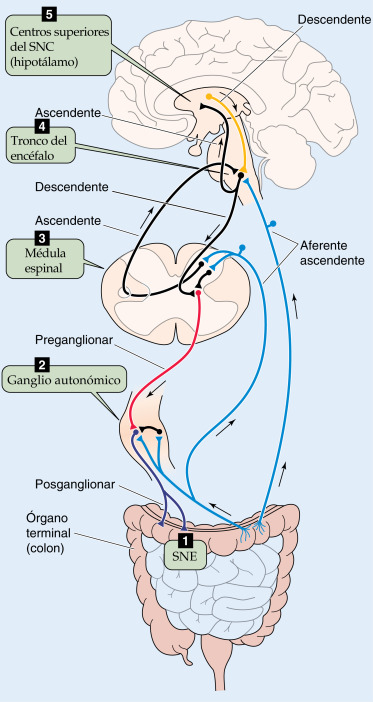 5
Centros superiores
del SNC
(hipotálamo)
Descendente
Ascendente
4
Tronco del
encéfalo
Descendente
Ascendente
3
Médula
espinal
Aferente
ascendente
Preganglionar
2
Ganglio autonómico
Posganglionar
Órgano
terminal
(colon)
1
SNE